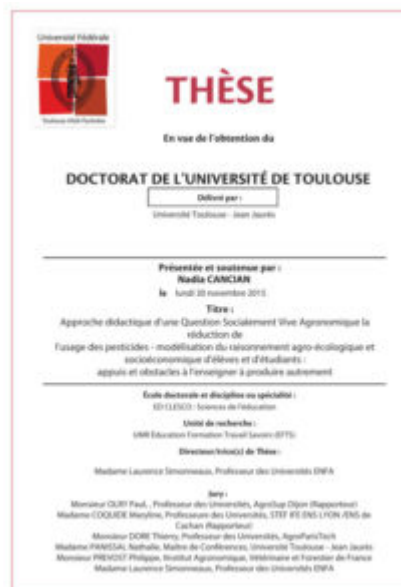 Université Fédérale
Toulouse Midi-Pyrénées
THÈSE
En vue de l'obtention du
DOCTORAT DE L'UNIVERSITÉ DE TOULOUSE
Délivré par :
Université Toulouse - Jean Jaurès
Présentée et soutenue par :
Nadia CANCIAN
le lundi 30 novembre 2015
Titre :
Approche didactique d'une Question Socialement Vive Agronomique la
réduction de
l'usage des pesticides - modélisation du raisonnement agro-écologique et
socioéconomique d'élèves et d'étudiants :
appuis et obstacles à l'enseigner à produire autrement
École doctorale et discipline ou spécialité :
ED CLESCO : Sciences de l'éducation
Unité de recherche :
UMR Éducation Formation Travail Savoirs (EFTS)
Directeur/trice(s) de Thèse :
Madame Laurence Simonneaux, Professeur des Universités ENFA
Jury :
Monsieur OLRY Paul, , Professeur des Universités, AgroSup Dijon (Rapporteur)
Madame COQUIDE Maryline, Professeure des Universités, STEF IFE ENS LYON /ENS de
Cachan (Rapporteur)
Monsieur DORE Thierry, Professeur des Universités, AgroParisTech
Madame PANISSAL Nathalie, Maître de Conférences, Université Toulouse - Jean Jaurès
Monsieur PREVOST Philippe, Institut Agronomique, Vétérinaire et Forestier de France
Madame Laurence Simonneaux, Professeur des Universités ENFA